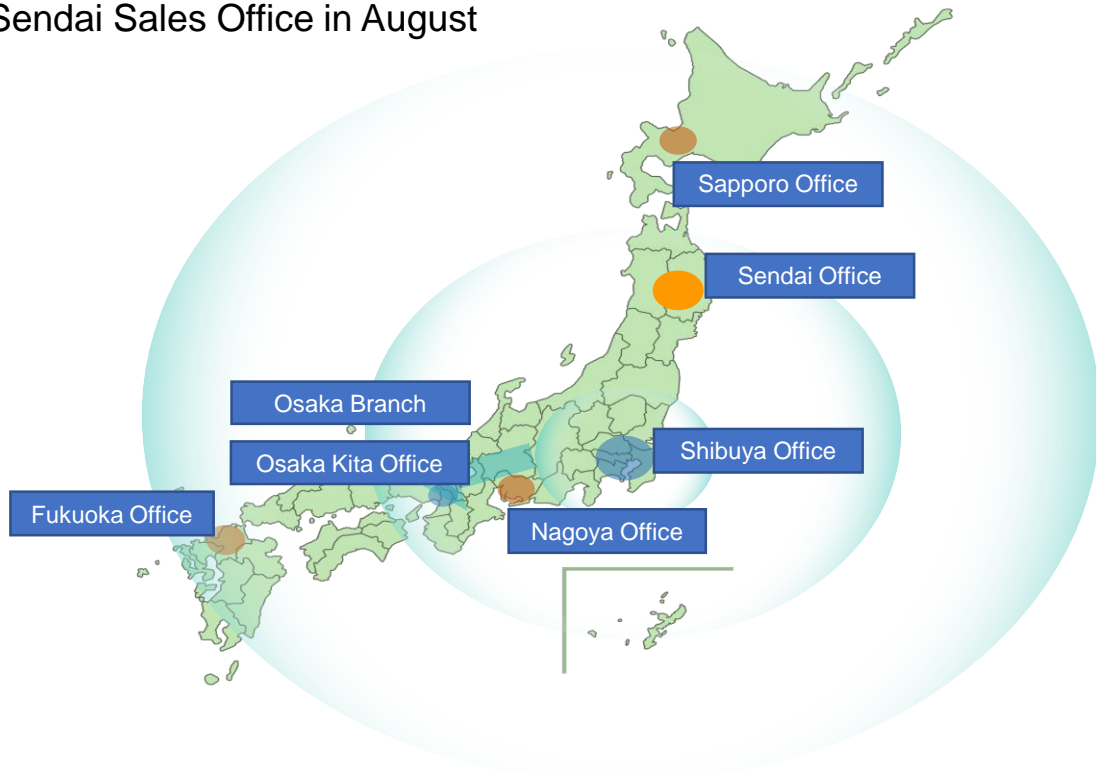 Sendai Sales Office in August
Sapporo Office
Sendai Office
Osaka Branch
Osaka Kita Office
Shibuya Office
Fukuoka Office
Nagoya Office